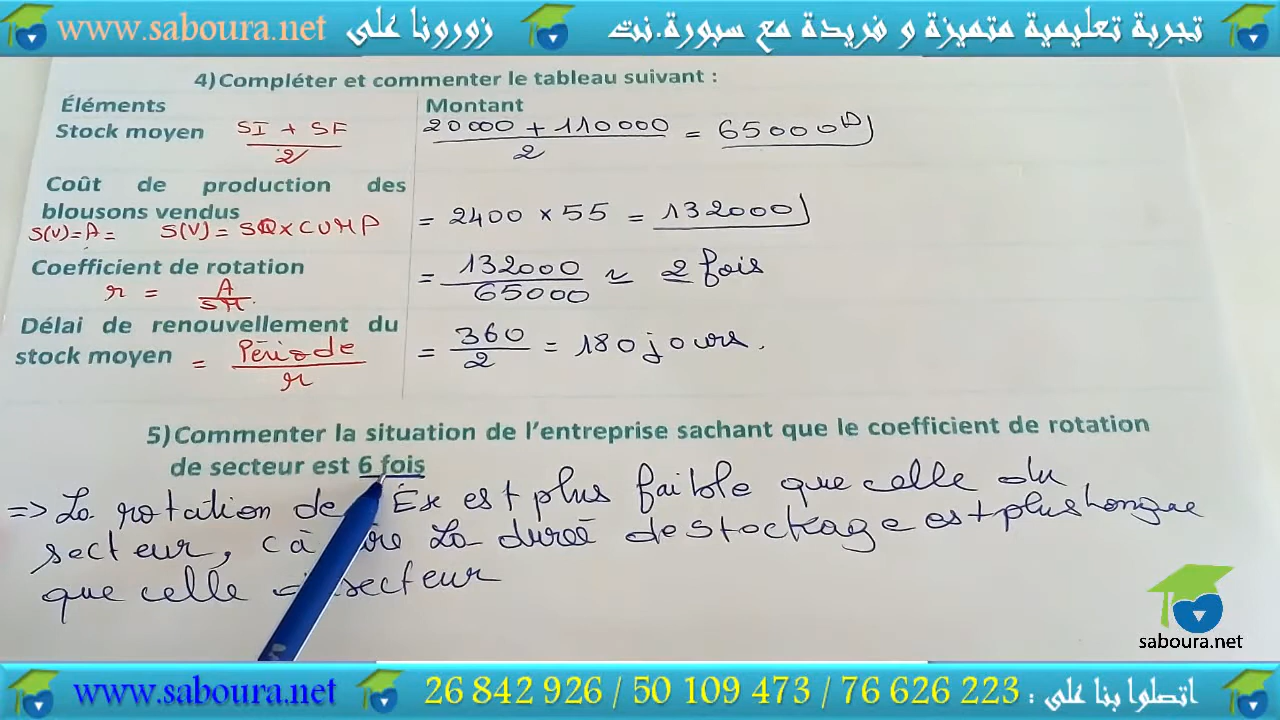 www.saboura.net زورونا على تجربة تعليمية متميزة و فريدة مع سبورة.نت
4)Compléter et commenter le tableau suivant :
Éléments Montant
Stock moyen SI + SF / 2 20000 + 110000 / 2 = 65000 D
Coût de production des
blousons vendus = 2400 × 55 = 132000
S(V)=A= S(V) = SQ×CUMP
Coefficient de rotation = 132000 / 65000 ≃ 2 fois
r = A / SM.
Délai de renouvellement du
stock moyen = Période / r = 360 / 2 = 180 jours.
5)Commenter la situation de l'entreprise sachant que le coefficient de rotation
de secteur est 6 fois
=> La rotation de Ese est plus faible que celle du
secteur, c à La durée de stockage est plus longue
que celle secteur
saboura.net
www.saboura.net 26 842 926 / 50 109 473 / 76 626 223 : اتصلوا بنا على